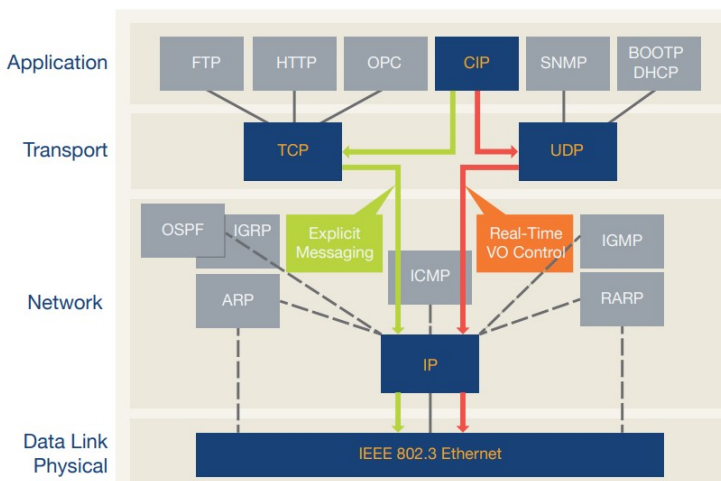 Application
FTP
HTTP
OPC
CIP
SNMP
BOOTP
DHCP
Transport
TCP
UDP
OSPF
IGRP
Explicit
Messaging
Real-Time
VO Control
IGMP
ICMP
Network
ARP
RARP
IP
Data Link
Physical
IEEE 802.3 Ethernet